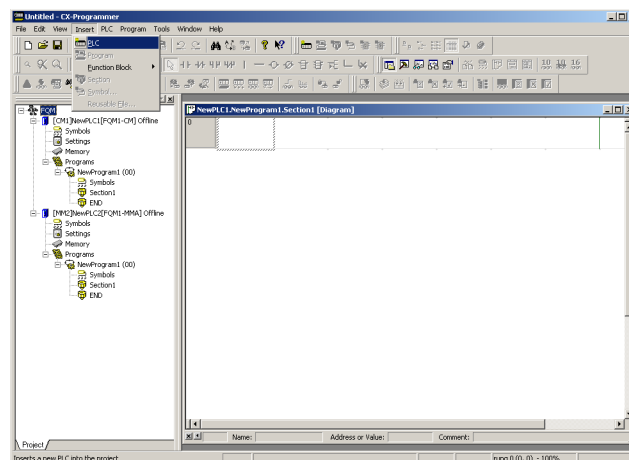 Untitled - CX-Programmer
File Edit View Insert PLC Program Tools Window Help
PLC
Program
Function Block
Section
Symbol...
Reusable File...
10 16
16
NewPLC1.NewProgram1.Section1 [Diagram]
0
FQM
[CM1]NewPLC1[FQM1-CM] Offline
Symbols
Settings
Memory
Programs
NewProgram1 (00)
Symbols
Section1
END
[MM2]NewPLC2[FQM1-MMA] Offline
Symbols
Settings
Memory
Programs
NewProgram1 (00)
Symbols
Section1
END
Project
Name: Address or Value: Comment:
Inserts a new PLC into the project
rung 0 (0, 0) - 100%